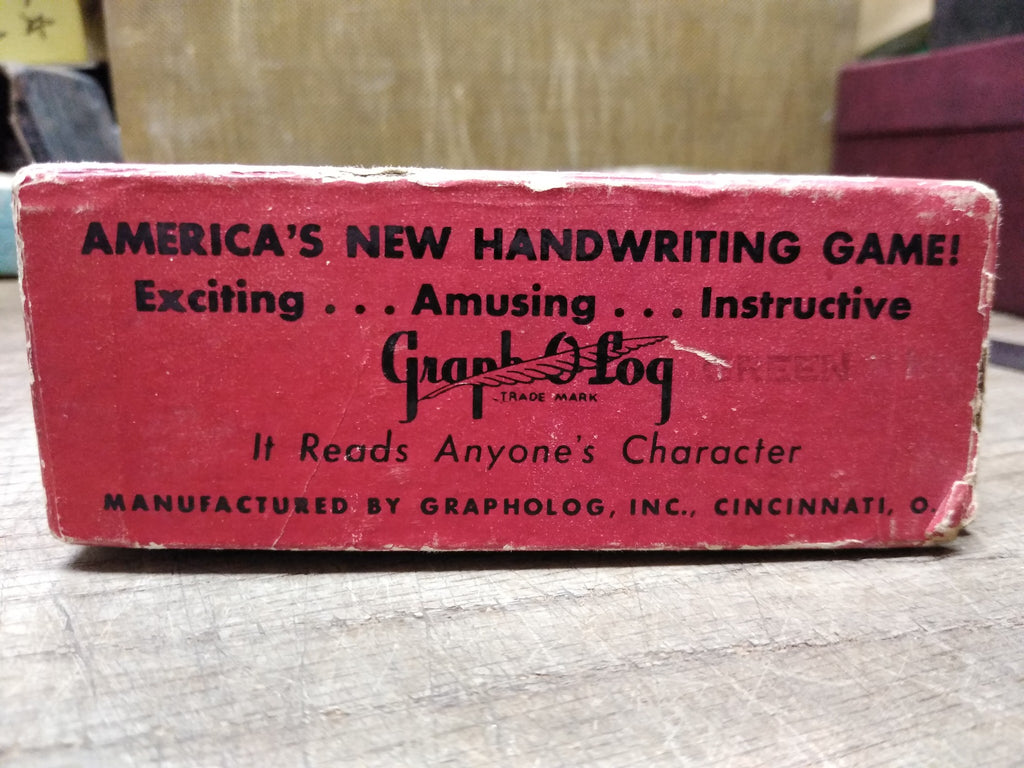 AMERICA'S NEW HANDWRITING GAME!
Exciting . . . Amusing . . . Instructive
Graph-O-Log
GREEN
TRADE MARK
It Reads Anyone's Character
MANUFACTURED BY GRAPHOLOG, INC., CINCINNATI, O.